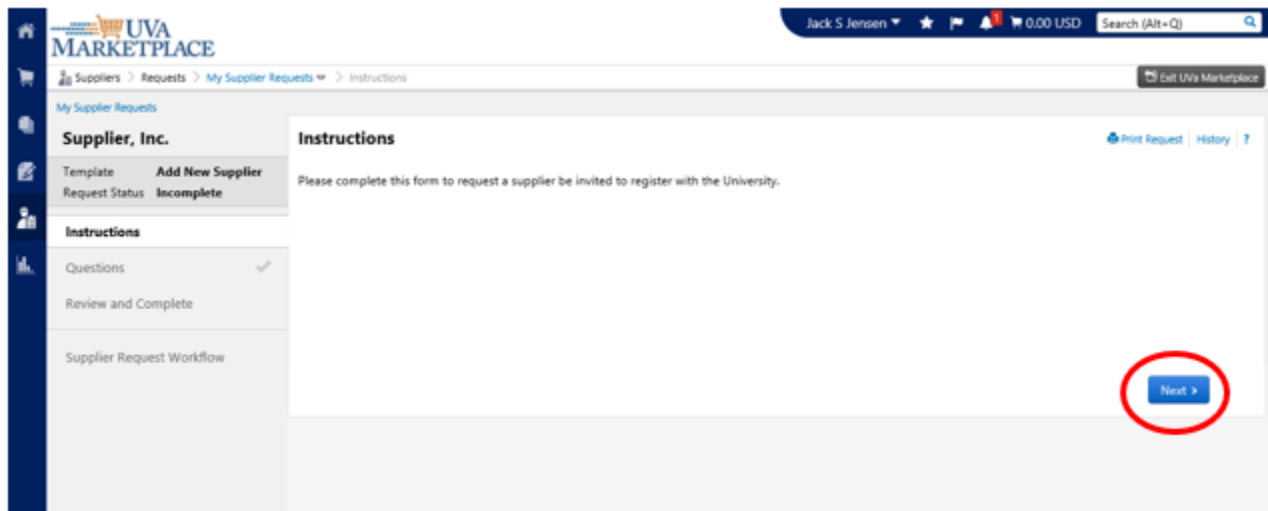 UVA
MARKETPLACE
Jack S Jensen
1
0.00 USD
Search (Alt+Q)
Suppliers > Requests > My Supplier Requests > Instructions
Exit UVa Marketplace
My Supplier Requests
Supplier, Inc.
Template Add New Supplier
Request Status Incomplete
Instructions
Questions
Review and Complete
Supplier Request Workflow
Instructions
Print Request | History | ?
Please complete this form to request a supplier be invited to register with the University.
Next >